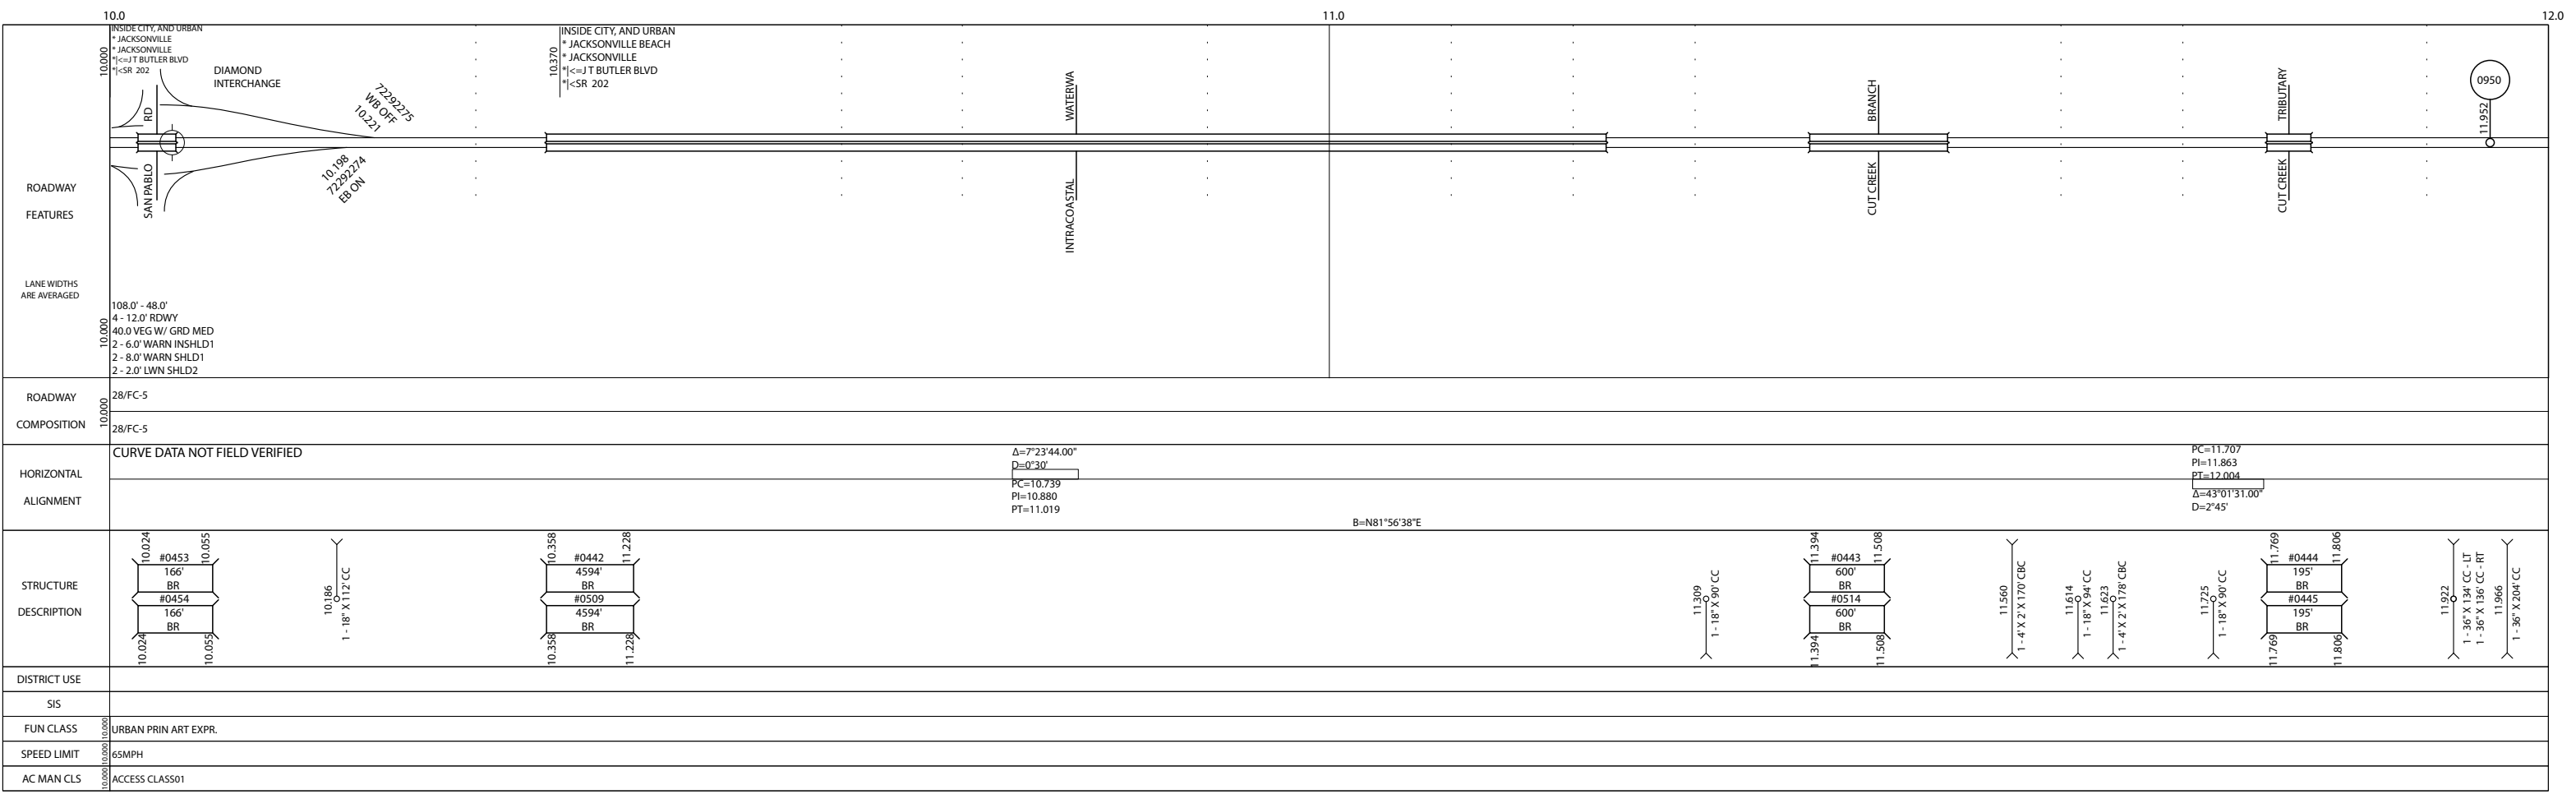 10.0
11.0
12.0
10.000
INSIDE CITY, AND URBAN
* JACKSONVILLE
* JACKSONVILLE
*|<=J T BUTLER BLVD
*|<SR 202
DIAMOND
INTERCHANGE
72292275
WB OFF
10.221
10.370
INSIDE CITY, AND URBAN
* JACKSONVILLE BEACH
* JACKSONVILLE
*|<=J T BUTLER BLVD
*|<SR 202
RD
WATERWA
BRANCH
TRIBUTARY
0950
11.952
ROADWAY
FEATURES
SAN PABLO
10.198
72292274
EB ON
INTRACOASTAL
CUT CREEK
CUT CREEK
LANE WIDTHS
ARE AVERAGED
10.000
108.0' - 48.0'
4 - 12.0' RDWY
40.0 VEG W/ GRD MED
2 - 6.0' WARN INSHLD1
2 - 8.0' WARN SHLD1
2 - 2.0' LWN SHLD2
ROADWAY
COMPOSITION
10.000
28/FC-5
28/FC-5
HORIZONTAL
ALIGNMENT
CURVE DATA NOT FIELD VERIFIED
Δ=7°23'44.00"
D=0°30'
PC=10.739
PI=10.880
PT=11.019
B=N81°56'38"E
PC=11.707
PI=11.863
PT=12.004
Δ=43°01'31.00"
D=2°45'
STRUCTURE
DESCRIPTION
10.024
10.055
#0453
166'
BR
#0454
166'
BR
10.024
10.055
10.186
1 - 18" X 112' CC
10.358
11.228
#0442
4594'
BR
#0509
4594'
BR
10.358
11.228
11.309
1 - 18" X 90' CC
11.394
11.508
#0443
600'
BR
#0514
600'
BR
11.394
11.508
11.560
1 - 4' X 2' X 170' CBC
11.614
1 - 18" X 94' CC
11.623
1 - 4' X 2' X 178' CBC
11.725
1 - 18" X 90' CC
11.769
11.806
#0444
195'
BR
#0445
195'
BR
11.769
11.806
11.922
1 - 36" X 134' CC - LT
1 - 36" X 136' CC - RT
11.966
1 - 36" X 204' CC
DISTRICT USE
SIS
FUN CLASS
10.000
URBAN PRIN ART EXPR.
SPEED LIMIT
10.000
65MPH
AC MAN CLS
10.000
ACCESS CLASS01